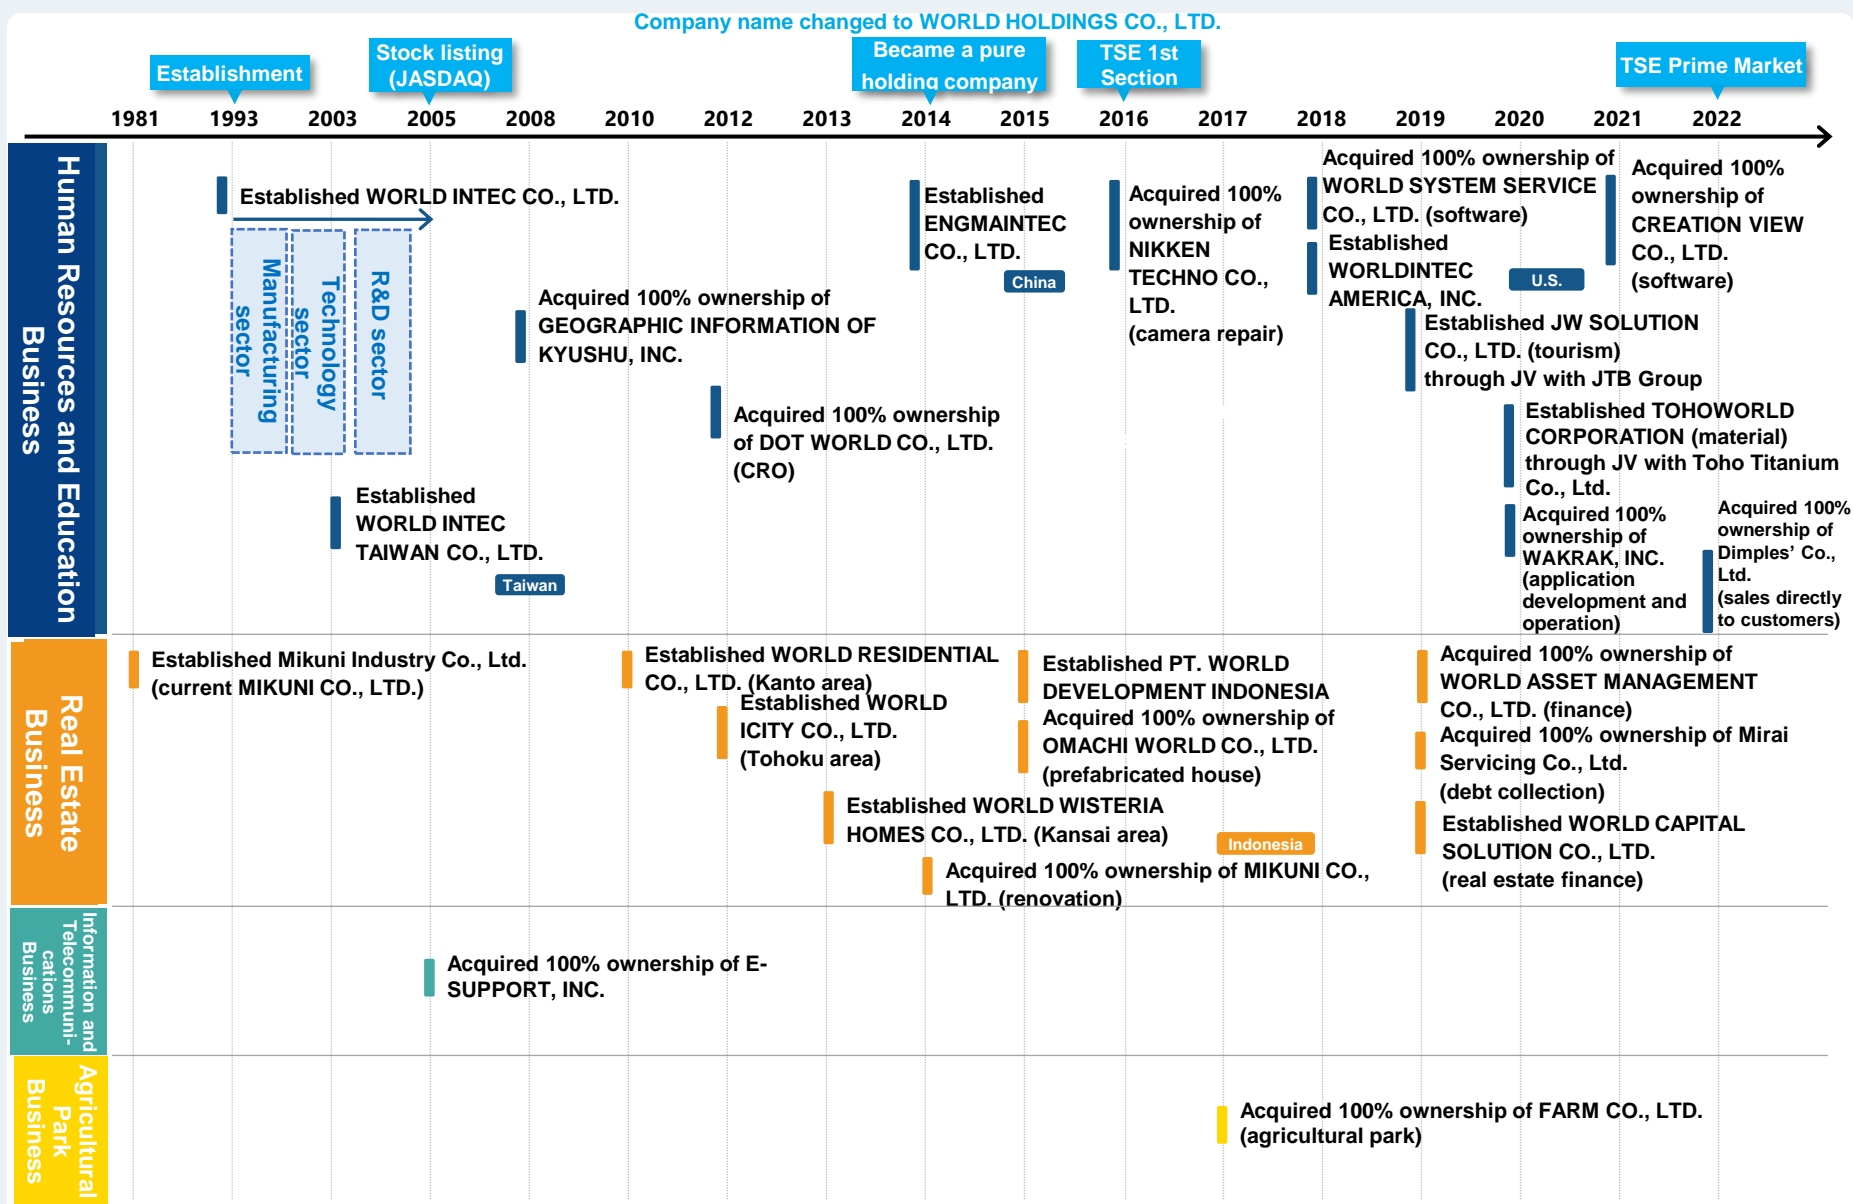 Company name changed to WORLD HOLDINGS CO., LTD.
Establishment
Stock listing
(JASDAQ)
Became a pure
holding company
TSE 1st
Section
TSE Prime Market
1981
1993
2003
2005
2008
2010
2012
2013
2014
2015
2016
2017
2018
2019
2020
2021
2022
Human Resources and Education
Business
Established WORLD INTEC CO., LTD.
Manufacturing
sector
Technology
sector
R&D sector
Established
WORLD INTEC
TAIWAN CO., LTD.
Taiwan
Acquired 100% ownership of
GEOGRAPHIC INFORMATION OF
KYUSHU, INC.
Acquired 100% ownership
of DOT WORLD CO., LTD.
(CRO)
Established
ENGMAINTEC
CO., LTD.
China
Acquired 100%
ownership of
NIKKEN
TECHNO CO.,
LTD.
(camera repair)
Acquired 100% ownership of
WORLD SYSTEM SERVICE
CO., LTD. (software)
Established
WORLDINTEC
AMERICA, INC.
U.S.
Established JW SOLUTION
CO., LTD. (tourism)
through JV with JTB Group
Established TOHOWORLD
CORPORATION (material)
through JV with Toho Titanium
Co., Ltd.
Acquired 100%
ownership of
WAKRAK, INC.
(application
development and
operation)
Acquired 100%
ownership of
CREATION VIEW
CO., LTD.
(software)
Acquired 100%
ownership of
Dimples’ Co.,
Ltd.
(sales directly
to customers)
Real Estate
Business
Established Mikuni Industry Co., Ltd.
(current MIKUNI CO., LTD.)
Established WORLD RESIDENTIAL
CO., LTD. (Kanto area)
Established WORLD
ICITY CO., LTD.
(Tohoku area)
Established WORLD WISTERIA
HOMES CO., LTD. (Kansai area)
Acquired 100% ownership of MIKUNI CO.,
LTD. (renovation)
Established PT. WORLD
DEVELOPMENT INDONESIA
Acquired 100% ownership of
OMACHI WORLD CO., LTD.
(prefabricated house)
Indonesia
Acquired 100% ownership of
WORLD ASSET MANAGEMENT
CO., LTD. (finance)
Acquired 100% ownership of Mirai
Servicing Co., Ltd.
(debt collection)
Established WORLD CAPITAL
SOLUTION CO., LTD.
(real estate finance)
Information and
Telecommuni-
cations
Business
Acquired 100% ownership of E-
SUPPORT, INC.
Agricultural
Park
Business
Acquired 100% ownership of FARM CO., LTD.
(agricultural park)